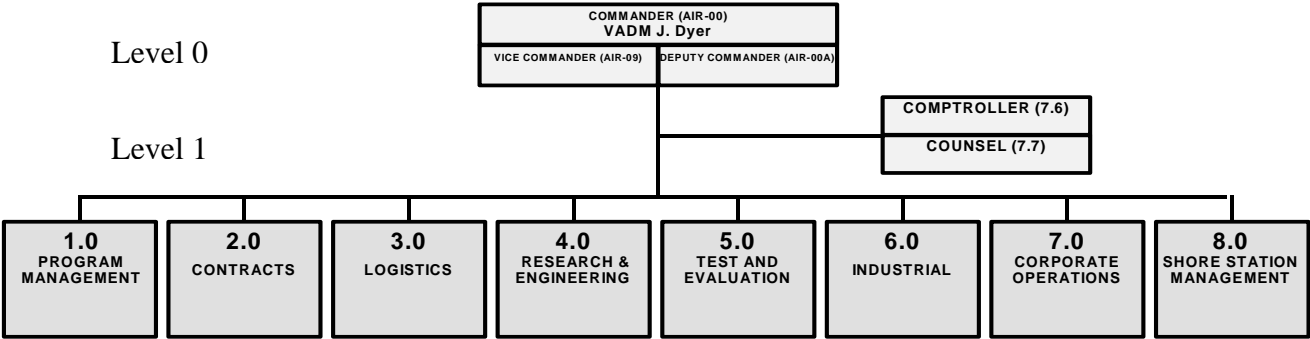 COMMANDER (AIR-00)
VADM J. Dyer
Level 0
VICE COMMANDER (AIR-09)
DEPUTY COMMANDER (AIR-00A)
COMPTROLLER (7.6)
Level 1
COUNSEL (7.7)
1.0
PROGRAM
MANAGEMENT
2.0
CONTRACTS
3.0
LOGISTICS
4.0
RESEARCH &
ENGINEERING
5.0
TEST AND
EVALUATION
6.0
INDUSTRIAL
7.0
CORPORATE
OPERATIONS
8.0
SHORE STATION
MANAGEMENT